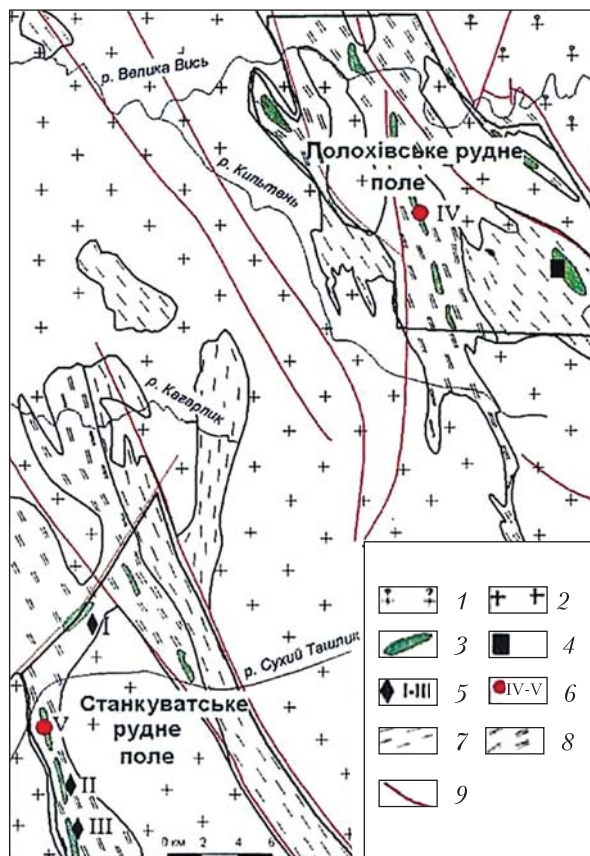 р. Велика Вись
р. Кильтень
Полохівське рудне
поле
IV
р. Кагарлик
I
р. Сухий Ташлик
Станкуватське
рудне
поле
V
II
III
0 км 2 4 6
1
2
3
4
I-III 5
IV-V 6
7
8
9